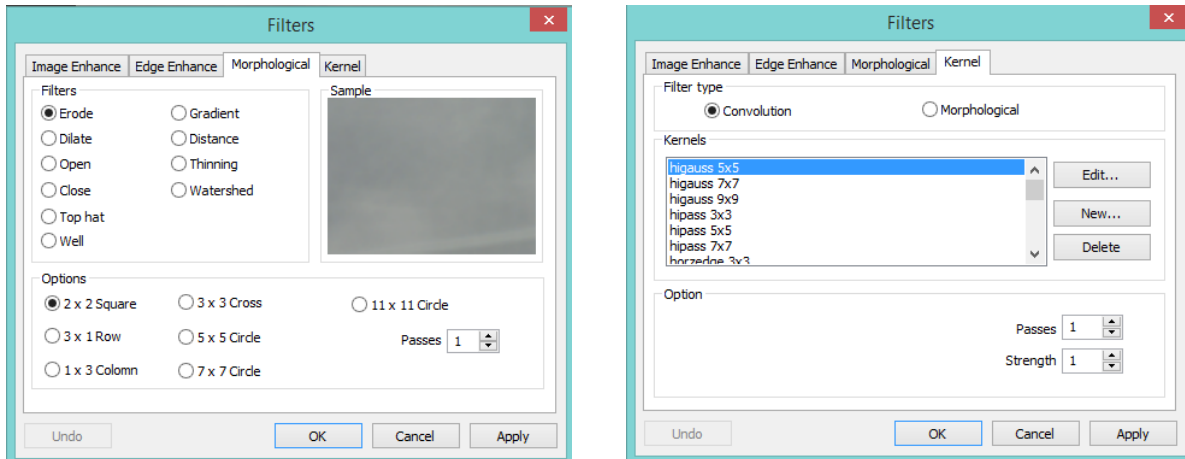 Filters
Image Enhance Edge Enhance Morphological Kernel
Filters
Erode Gradient
Dilate Distance
Open Thinning
Close Watershed
Top hat
Well
Sample
Options
2 x 2 Square 3 x 3 Cross 11 x 11 Circle
3 x 1 Row 5 x 5 Circle Passes 1
1 x 3 Colomn 7 x 7 Circle
Undo OK Cancel Apply
Filters
Image Enhance Edge Enhance Morphological Kernel
Filter type
Convolution Morphological
Kernels
higauss 5x5
higauss 7x7
higauss 9x9
hipass 3x3
hipass 5x5
hipass 7x7
horzedge 3x3
Edit...
New...
Delete
Option
Passes 1
Strength 1
Undo OK Cancel Apply